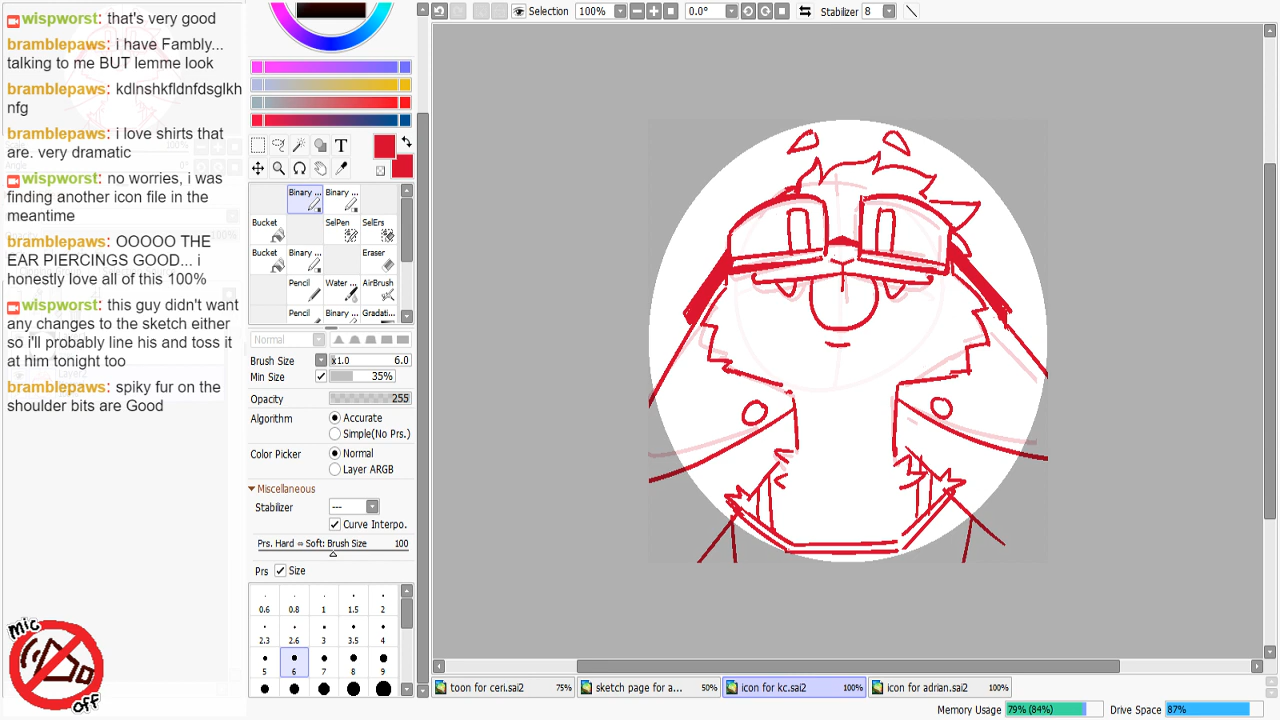 wispworst: that's very good
bramblepaws: i have Fambly...
talking to me BUT lemme look
bramblepaws: kdlnshkfldnfdsglkh
nfg
bramblepaws: i love shirts that
are. very dramatic
wispworst: no worries, i was
finding another icon file in the
meantime
bramblepaws: OOOOO THE
EAR PIERCINGS GOOD... i
honestly love all of this 100%
wispworst: this guy didn't want
any changes to the sketch either
so i'll probably line his and toss it
at him tonight too
bramblepaws: spiky fur on the
shoulder bits are Good
mic
off
Selection
100%
0.0°
Stabilizer 8
T
Binary ... Binary ...
Bucket SelPen SelErs
Bucket Binary ... Eraser
Pencil Water ... AirBrush
Pencil Binary ... Gradati...
Normal
Brush Size x1.0 6.0
Min Size 35%
Opacity 255
Algorithm Accurate
Simple(No Prs.)
Color Picker Normal
Layer ARGB
Miscellaneous
Stabilizer ---
Curve Interpo.
Prs. Hard ⇔ Soft: Brush Size 100
Prs Size
0.6 0.8 1 1.5 2
2.3 2.6 3 3.5 4
5 6 7 8 9
toon for ceri.sai2 75% sketch page for a... 50% icon for kc.sai2 100% icon for adrian.sai2 100%
Memory Usage 79% (84%) Drive Space 87%